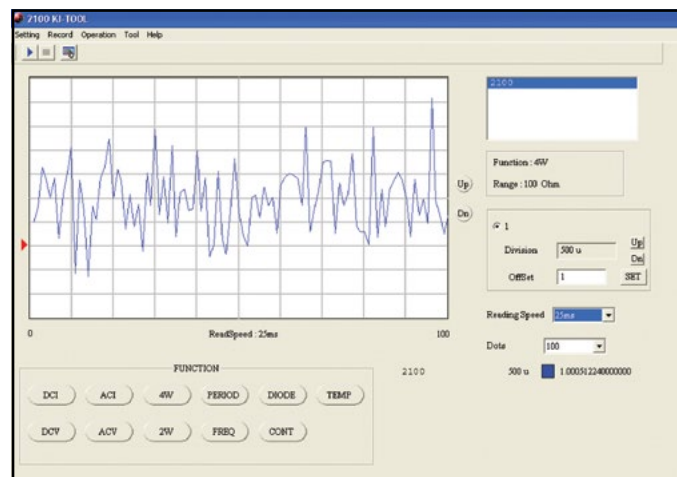 2100 KI-TOOL
Setting Record Operation Tool Help
2100
Function : 4W
Range : 100 Ohm
Up
Dn
1
Division 500 u Up
Dn
OffSet 1 SET
Reading Speed 25ms
Dots 100
500 u 1.000512240000000
0 ReadSpeed : 25ms 100
2100
FUNCTION
DCI ACI 4W PERIOD DIODE TEMP
DCV ACV 2W FREQ CONT